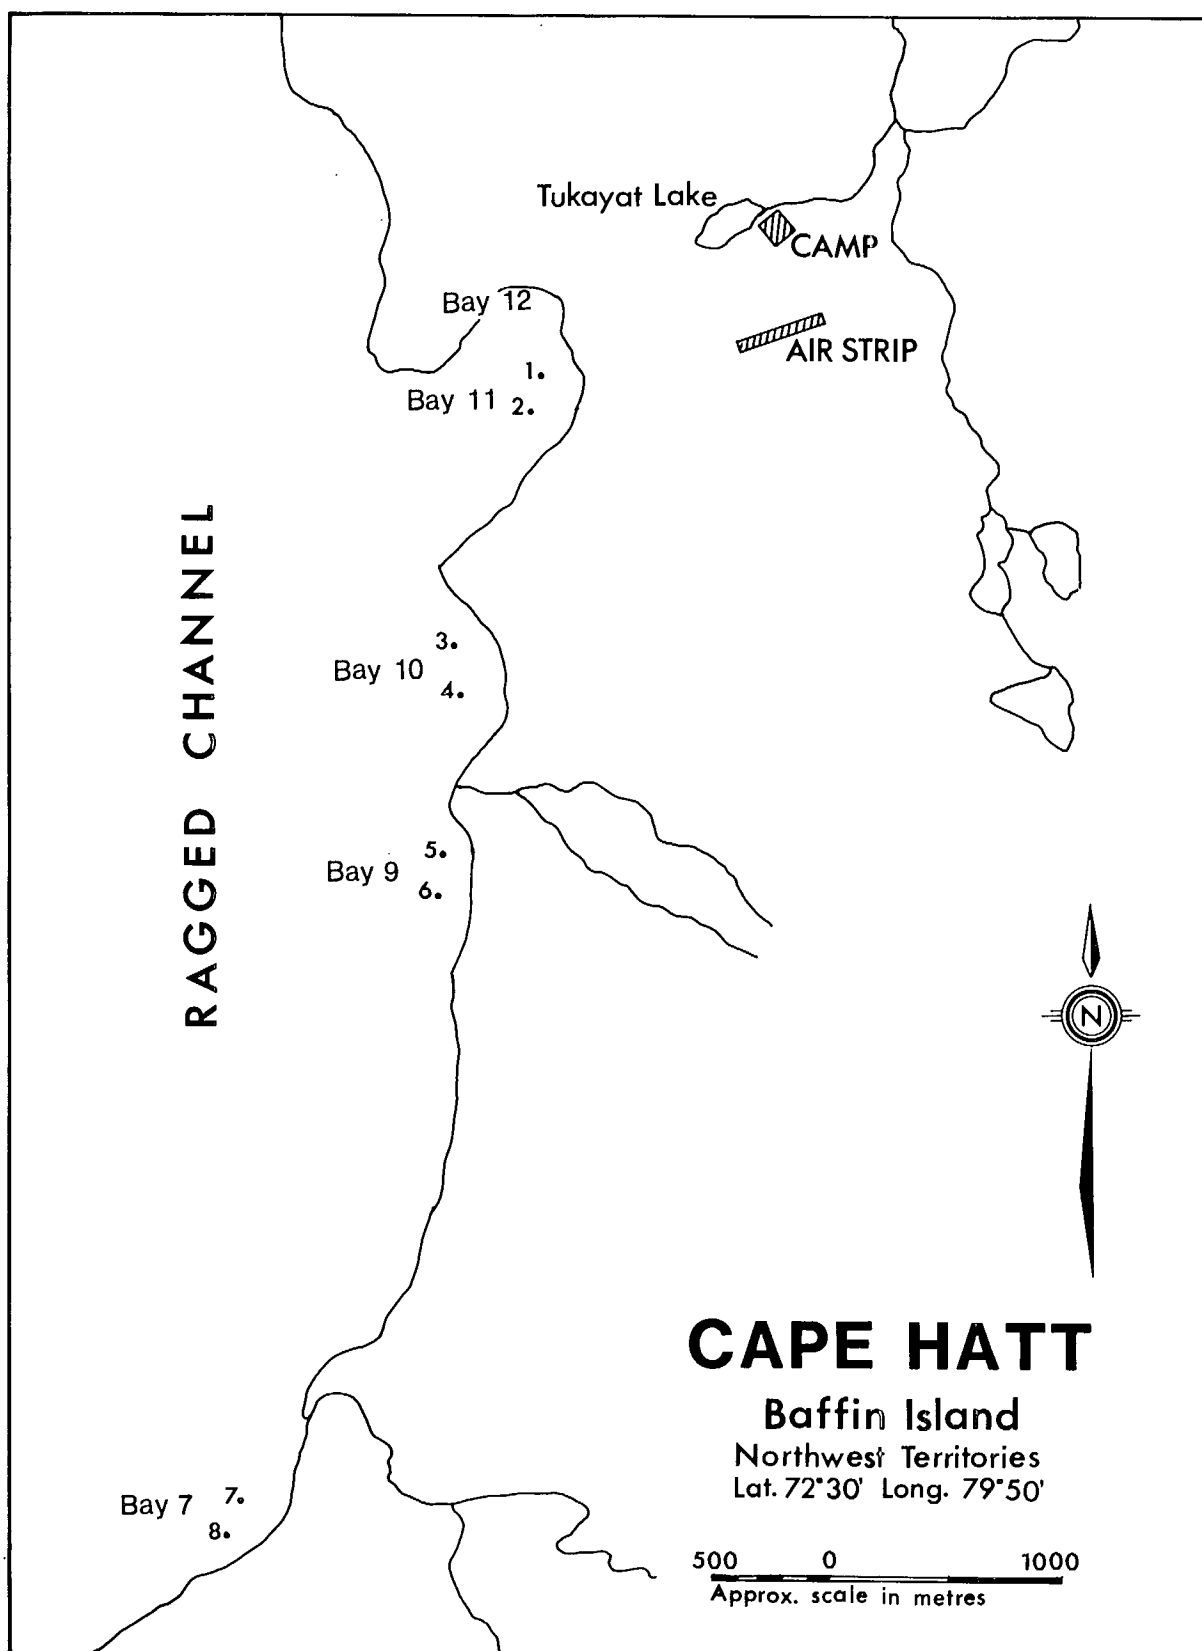 Tukayat Lake
CAMP
Bay 12
AIR STRIP
1.
Bay 11 2.
RAGGED CHANNEL
3.
Bay 10
4.
5.
Bay 9
6.
N
CAPE HATT
Baffin Island
Northwest Territories
Lat. 72°30' Long. 79°50'
Bay 7 7.
8.
500 0 1000
Approx. scale in metres